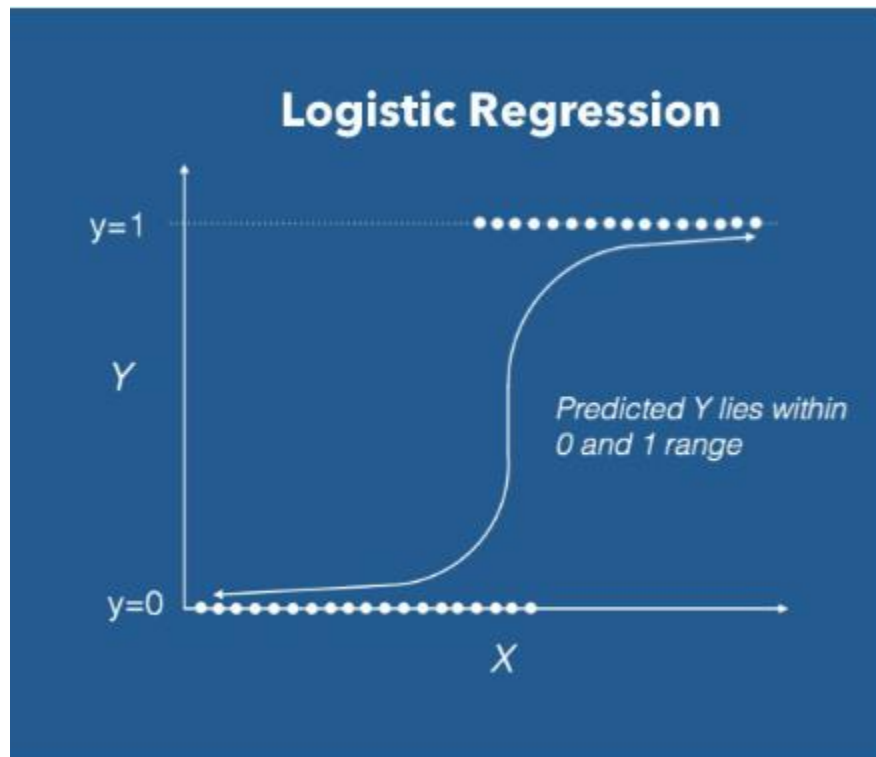 Logistic Regression
y=1
Y
Predicted Y lies within
0 and 1 range
y=0
X